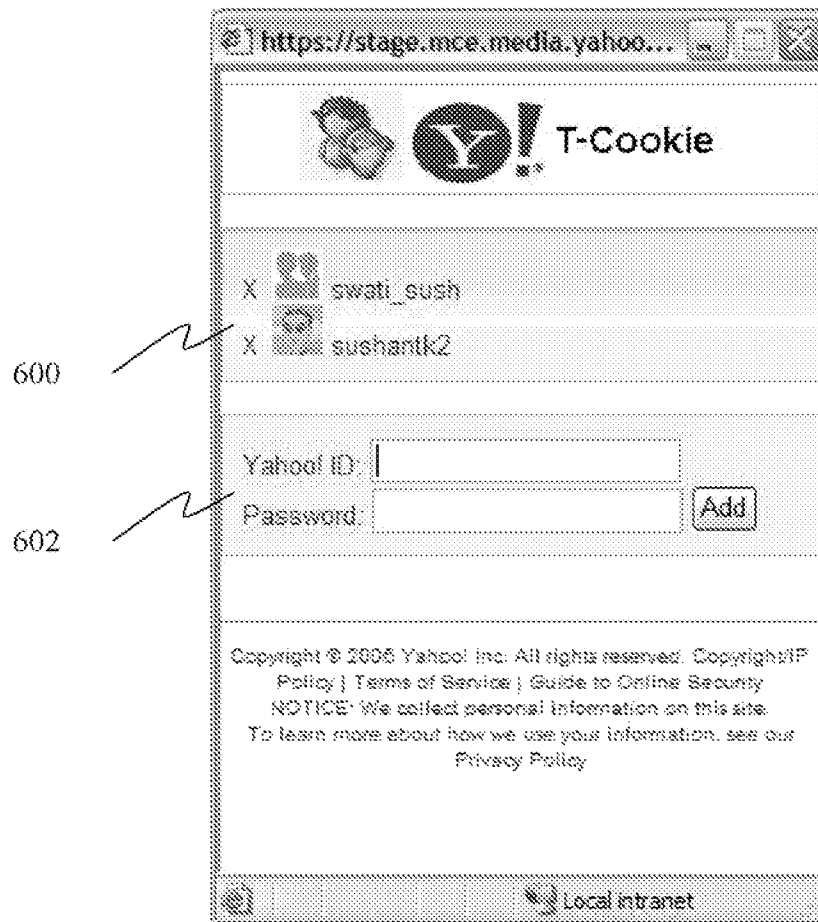 https://stage.mce.media.yahoo...
Y! T-Cookie
X swati_sush
X sushantk2
600
Yahoo! ID:
Password: Add
602
Copyright © 2006 Yahoo! Inc. All rights reserved. Copyright/IP
Policy | Terms of Service | Guide to Online Security
NOTICE: We collect personal information on this site.
To learn more about how we use your information, see our
Privacy Policy
Local intranet